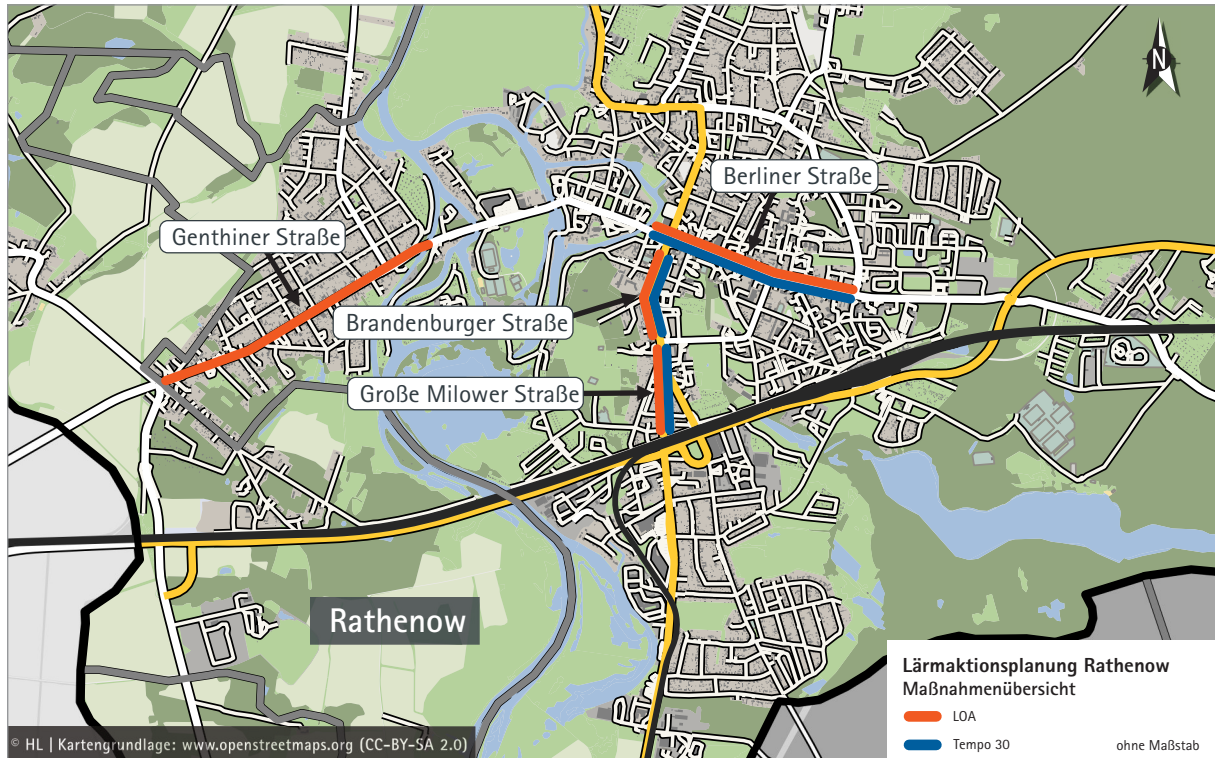 N
Berliner Straße
Genthiner Straße
Brandenburger Straße
Große Milower Straße
Rathenow
Lärmaktionsplanung Rathenow
Maßnahmenübersicht
LOA
Tempo 30
ohne Maßstab
© HL | Kartengrundlage: www.openstreetmaps.org (CC-BY-SA 2.0)